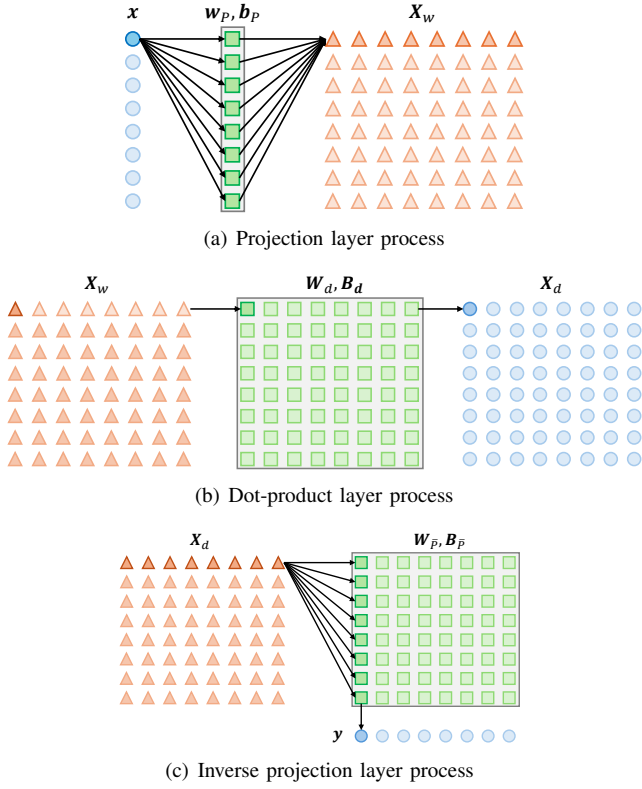 x w_P, b_P X_w
(a) Projection layer process
X_w W_d, B_d X_d
(b) Dot-product layer process
X_d W_P̄, B_P̄
y
(c) Inverse projection layer process